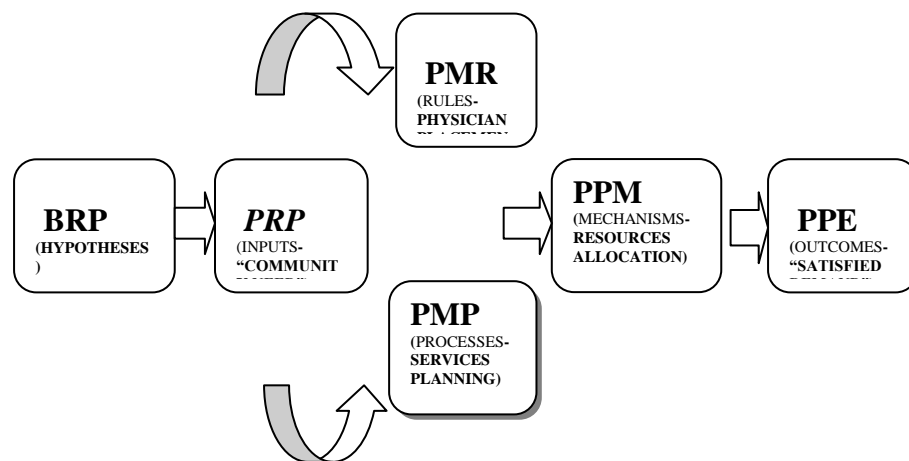 PMR
(RULES-
PHYSICIAN
BRP
(HYPOTHESES
)
PRP
(INPUTS-
“COMMUNIT
PPM
(MECHANISMS-
RESOURCES
ALLOCATION)
PPE
(OUTCOMES-
“SATISFIED
PMP
(PROCESSES-
SERVICES
PLANNING)